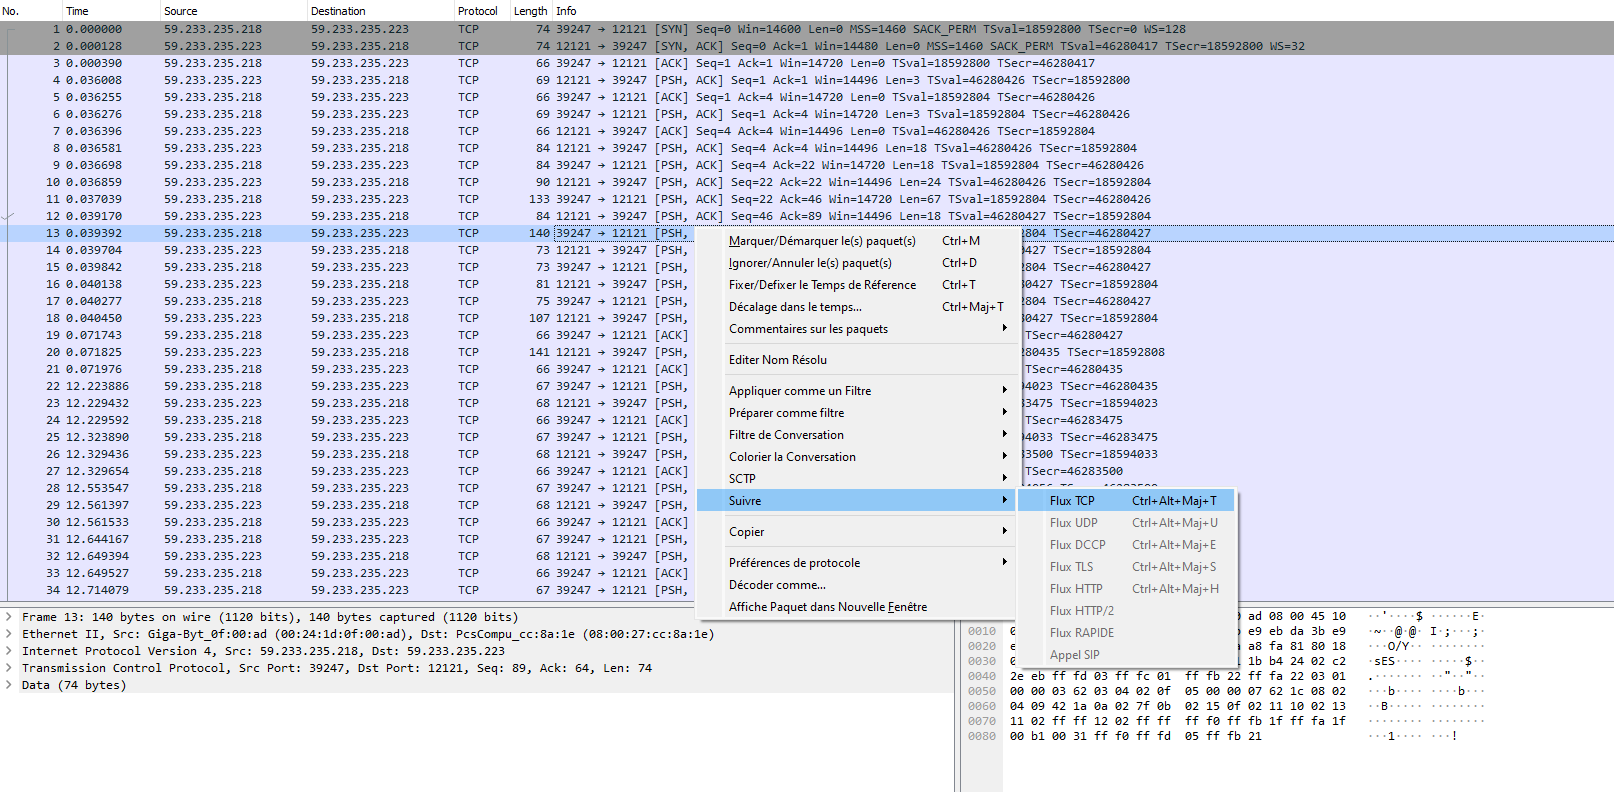 No. Time Source Destination Protocol Length Info
1 0.000000 59.233.235.218 59.233.235.223 TCP 74 39247 → 12121 [SYN] Seq=0 Win=14600 Len=0 MSS=1460 SACK_PERM TSval=18592800 TSecr=0 WS=128
2 0.000128 59.233.235.218 59.233.235.223 TCP 74 39247 → 12121 [SYN, ACK] Seq=0 Ack=1 Win=14480 Len=0 MSS=1460 SACK_PERM TSval=46280417 TSecr=18592800 WS=32
3 0.000390 59.233.235.218 59.233.235.223 TCP 66 39247 → 12121 [ACK] Seq=1 Ack=1 Win=14720 Len=0 TSval=18592800 TSecr=46280417
4 0.036008 59.233.235.218 59.233.235.223 TCP 69 39247 → 12121 [PSH, ACK] Seq=1 Ack=1 Win=14496 Len=3 TSval=46280426 TSecr=18592800
5 0.036255 59.233.235.218 59.233.235.223 TCP 66 39247 → 12121 [ACK] Seq=1 Ack=4 Win=14720 Len=0 TSval=18592804 TSecr=46280426
6 0.036276 59.233.235.218 59.233.235.223 TCP 69 39247 → 12121 [PSH, ACK] Seq=1 Ack=4 Win=14720 Len=3 TSval=18592804 TSecr=46280426
7 0.036396 59.233.235.223 59.233.235.218 TCP 66 12121 → 39247 [ACK] Seq=4 Ack=4 Win=14496 Len=0 TSval=46280426 TSecr=18592804
8 0.036581 59.233.235.223 59.233.235.218 TCP 84 12121 → 39247 [PSH, ACK] Seq=4 Ack=4 Win=14496 Len=18 TSval=46280426 TSecr=18592804
9 0.036698 59.233.235.218 59.233.235.223 TCP 84 12121 → 39247 [PSH, ACK] Seq=4 Ack=22 Win=14720 Len=18 TSval=18592804 TSecr=46280426
10 0.036859 59.233.235.223 59.233.235.218 TCP 90 12121 → 39247 [PSH, ACK] Seq=22 Ack=22 Win=14496 Len=24 TSval=46280426 TSecr=18592804
11 0.037039 59.233.235.218 59.233.235.223 TCP 133 12121 → 39247 [PSH, ACK] Seq=22 Ack=46 Win=14720 Len=67 TSval=18592804 TSecr=46280426
12 0.039170 59.233.235.223 59.233.235.218 TCP 84 12121 → 39247 [PSH, ACK] Seq=46 Ack=89 Win=14496 Len=18 TSval=46280427 TSecr=18592804
13 0.039392 59.233.235.218 59.233.235.223 TCP 140 39247 → 12121 [PSH, 804 TSecr=46280427
14 0.039704 59.233.235.223 59.233.235.218 TCP 73 12121 → 39247 [PSH, 427 TSecr=18592804
15 0.039842 59.233.235.218 59.233.235.223 TCP 73 12121 → 39247 [PSH, 2804 TSecr=46280427
16 0.040138 59.233.235.223 59.233.235.218 TCP 81 12121 → 39247 [PSH, 80427 TSecr=18592804
17 0.040277 59.233.235.218 59.233.235.223 TCP 75 12121 → 39247 [PSH, 2804 TSecr=46280427
18 0.040450 59.233.235.223 59.233.235.218 TCP 107 12121 → 39247 [PSH, 0427 TSecr=18592804
19 0.071743 59.233.235.218 59.233.235.223 TCP 66 12121 → 39247 [ACK] TSecr=46280427
20 0.071825 59.233.235.223 59.233.235.218 TCP 141 12121 → 39247 [PSH, 280435 TSecr=18592808
21 0.071976 59.233.235.218 59.233.235.223 TCP 66 39247 → 12121 [ACK] TSecr=46280435
22 12.223886 59.233.235.218 59.233.235.223 TCP 67 39247 → 12121 [PSH, 94023 TSecr=46280435
23 12.229432 59.233.235.223 59.233.235.218 TCP 68 12121 → 39247 [PSH, 83475 TSecr=18594023
24 12.229592 59.233.235.218 59.233.235.223 TCP 66 39247 → 12121 [ACK] TSecr=46283475
25 12.323890 59.233.235.218 59.233.235.223 TCP 67 39247 → 12121 [PSH, 94033 TSecr=46283475
26 12.329436 59.233.235.223 59.233.235.218 TCP 68 12121 → 39247 [PSH, 83500 TSecr=18594033
27 12.329654 59.233.235.218 59.233.235.223 TCP 66 39247 → 12121 [ACK] TSecr=46283500
28 12.553547 59.233.235.218 59.233.235.223 TCP 67 39247 → 12121 [PSH,
29 12.561397 59.233.235.223 59.233.235.218 TCP 68 12121 → 39247 [PSH,
30 12.561533 59.233.235.218 59.233.235.223 TCP 66 39247 → 12121 [ACK]
31 12.644167 59.233.235.218 59.233.235.223 TCP 67 39247 → 12121 [PSH,
32 12.649394 59.233.235.223 59.233.235.218 TCP 68 12121 → 39247 [PSH,
33 12.649527 59.233.235.218 59.233.235.223 TCP 66 39247 → 12121 [ACK]
34 12.714079 59.233.235.218 59.233.235.223 TCP 67 39247 → 12121 [PSH,
Marquer/Démarquer le(s) paquet(s) Ctrl+M
Ignorer/Annuler le(s) paquet(s) Ctrl+D
Fixer/Defixer le Temps de Réference Ctrl+T
Décalage dans le temps... Ctrl+Maj+T
Commentaires sur les paquets
Editer Nom Résolu
Appliquer comme un Filtre
Préparer comme filtre
Filtre de Conversation
Colorier la Conversation
SCTP
Suivre
Copier
Préférences de protocole
Décoder comme...
Affiche Paquet dans Nouvelle Fenêtre
Flux TCP Ctrl+Alt+Maj+T
Flux UDP Ctrl+Alt+Maj+U
Flux DCCP Ctrl+Alt+Maj+E
Flux TLS Ctrl+Alt+Maj+S
Flux HTTP Ctrl+Alt+Maj+H
Flux HTTP/2
Flux RAPIDE
Appel SIP
Frame 13: 140 bytes on wire (1120 bits), 140 bytes captured (1120 bits)
Ethernet II, Src: Giga-Byt_0f:00:ad (00:24:1d:0f:00:ad), Dst: PcsCompu_cc:8a:1e (08:00:27:cc:8a:1e)
Internet Protocol Version 4, Src: 59.233.235.218, Dst: 59.233.235.223
Transmission Control Protocol, Src Port: 39247, Dst Port: 12121, Seq: 89, Ack: 64, Len: 74
Data (74 bytes)
ad 08 00 45 10 ··'····$ ······E·
0010 e9 eb da 3b e9 ·~··@·@· I·;···;·
0020 a8 fa 81 80 18 ····O/Y· ········
0030 1 1b b4 24 02 c2 ··sES··· ·····$··
0040 2e eb ff fd 03 ff fc 01 ff fb 22 ff fa 22 03 01 .······· ··"··"··
0050 00 00 03 62 03 04 02 0f 05 00 00 07 62 1c 08 02 ···b···· ····b···
0060 04 09 42 1a 0a 02 7f 0b 02 15 0f 02 11 10 02 13 ··B····· ········
0070 11 02 ff ff 12 02 ff ff ff f0 ff fb 1f ff fa 1f ········ ········
0080 00 b1 00 31 ff f0 ff fd 05 ff fb 21 ···1···· ···!